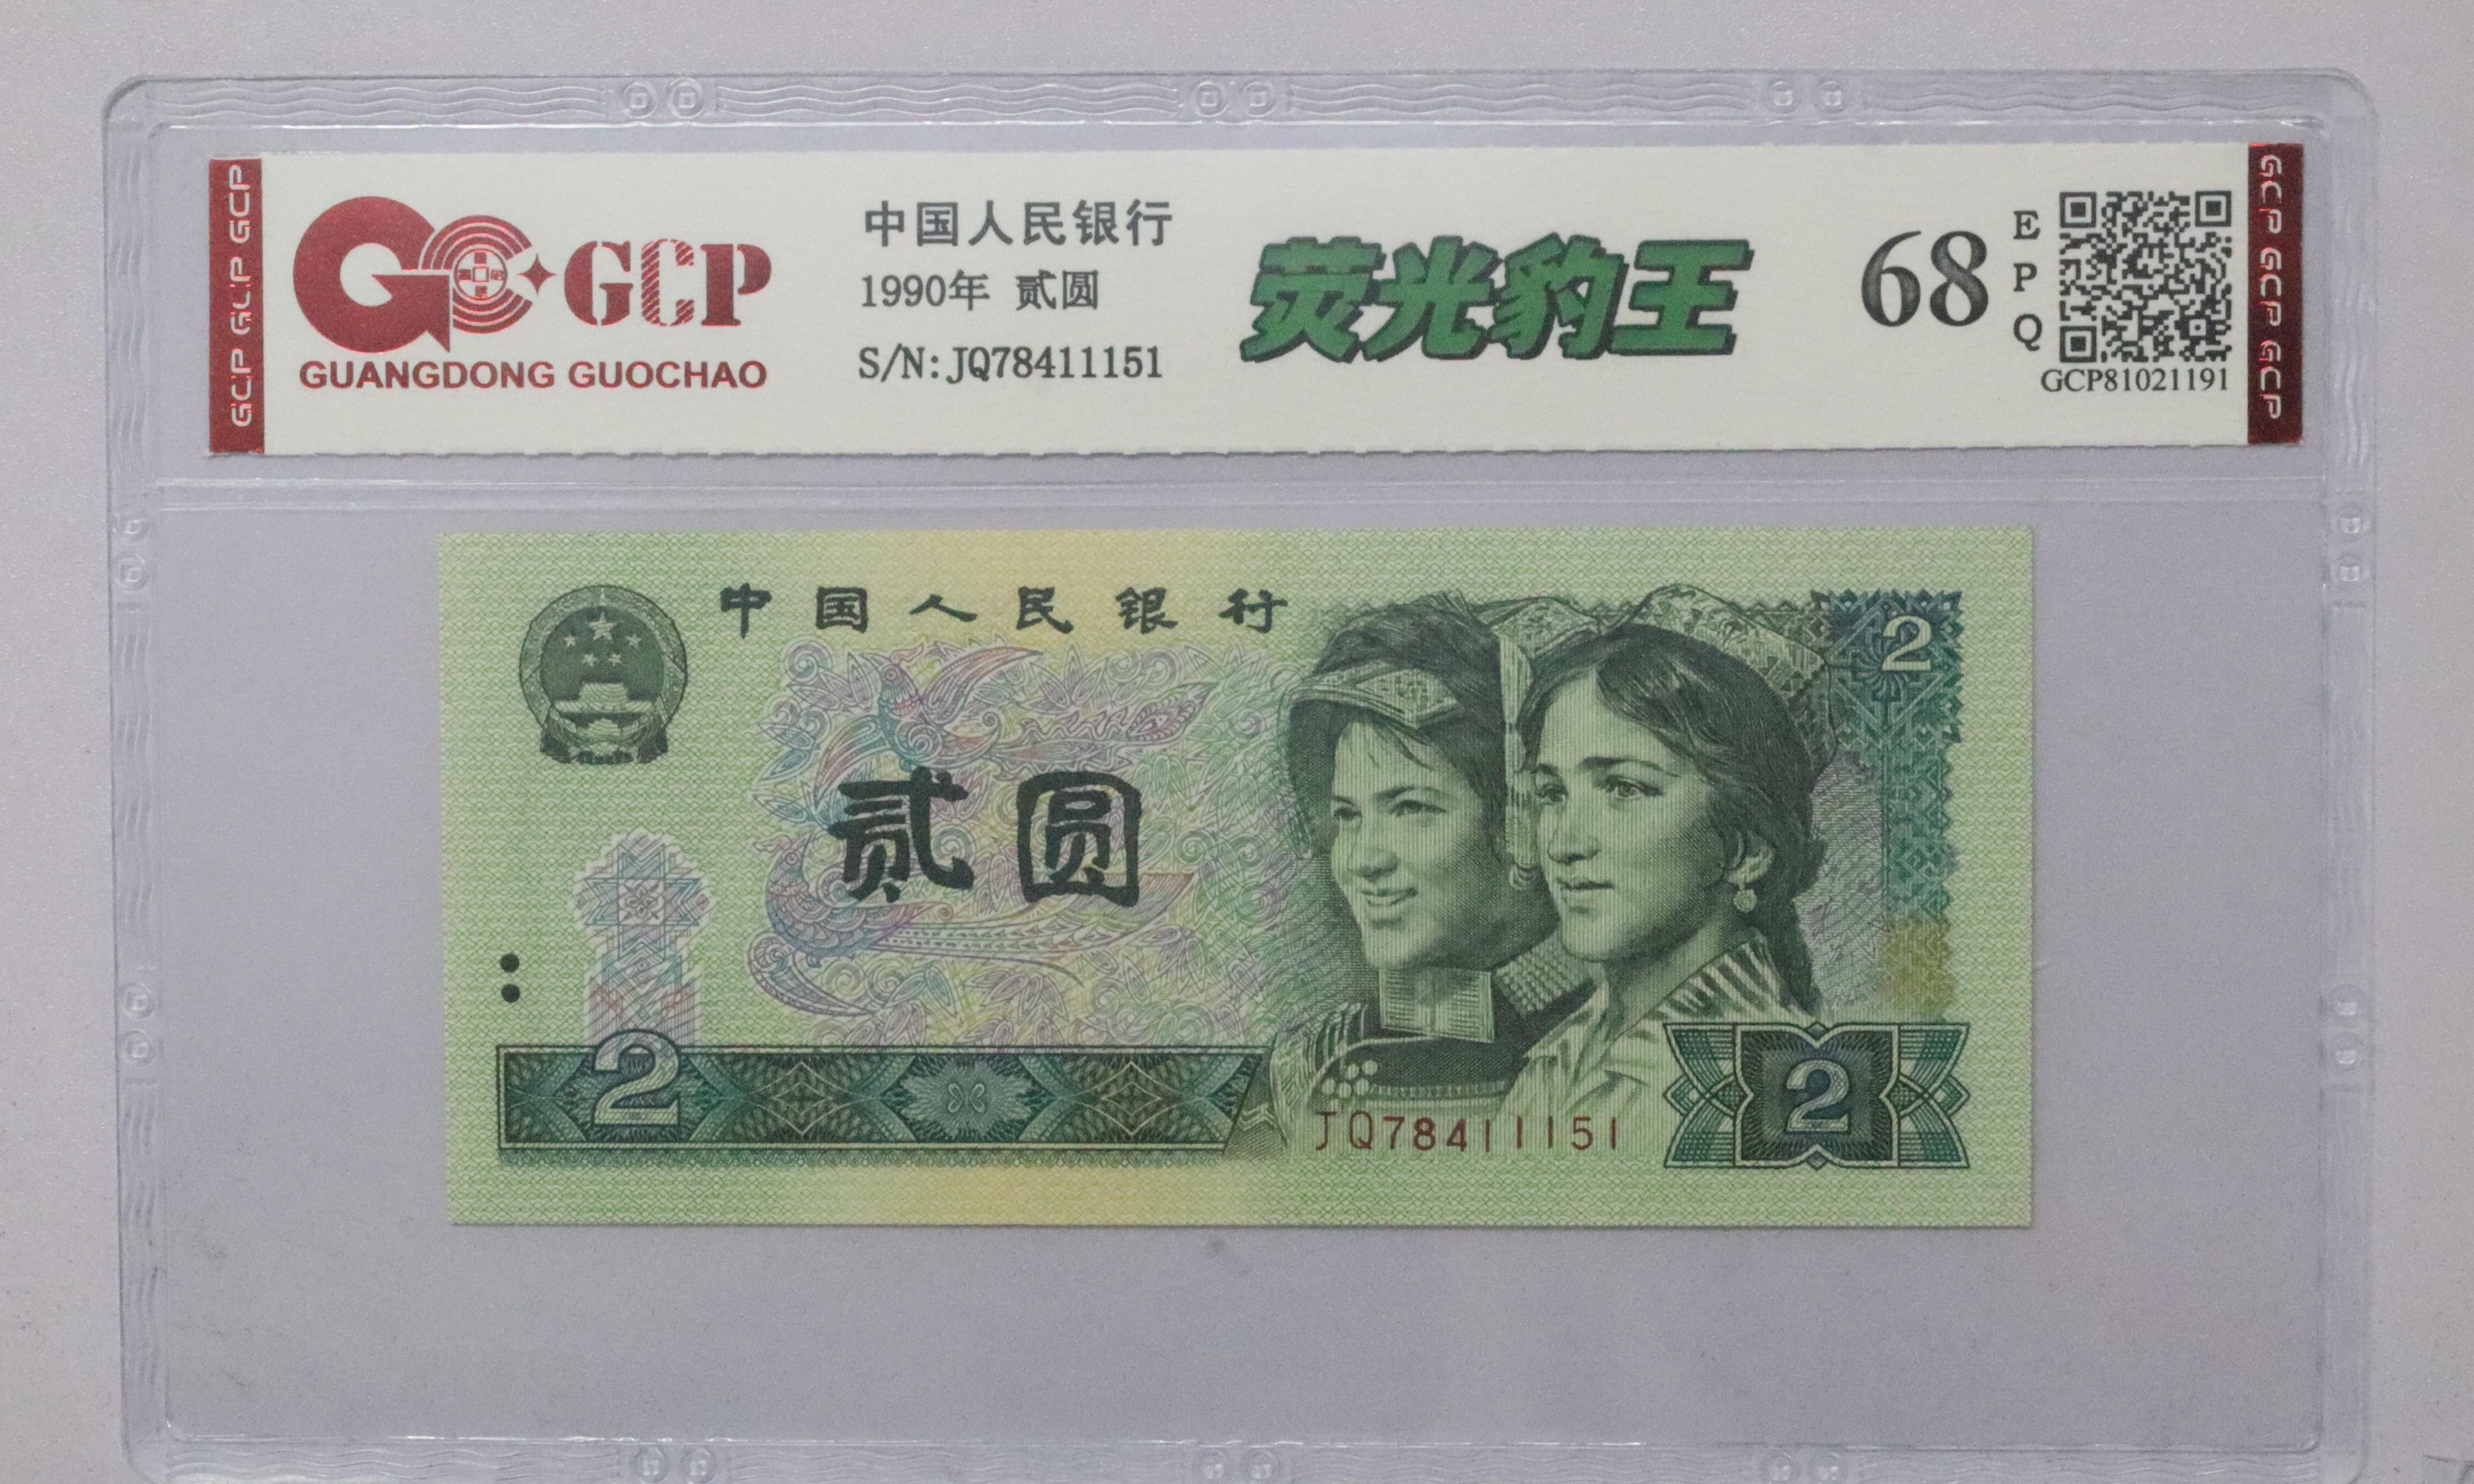 GCP GCP GCP
GCP
GUANGDONG GUOCHAO
中国人民银行
1990年 贰圆
S/N: JQ78411151
荧光豹王
68
E
P
Q
GCP81021191
GCP GCP GCP
中国人民银行
2
贰圆
2
JQ78411151
2